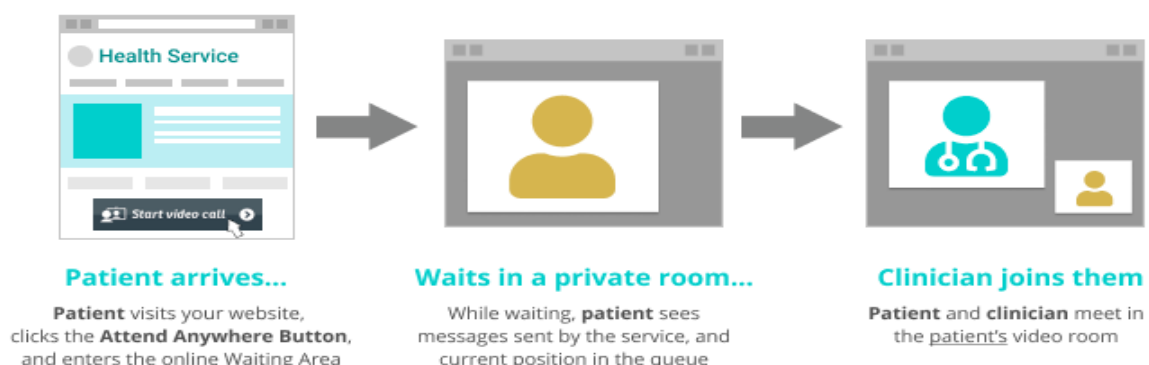 Health Service
Start video call
Patient arrives...
Patient visits your website,
clicks the Attend Anywhere Button,
and enters the online Waiting Area
Waits in a private room...
While waiting, patient sees
messages sent by the service, and
current position in the queue
Clinician joins them
Patient and clinician meet in
the patient's video room